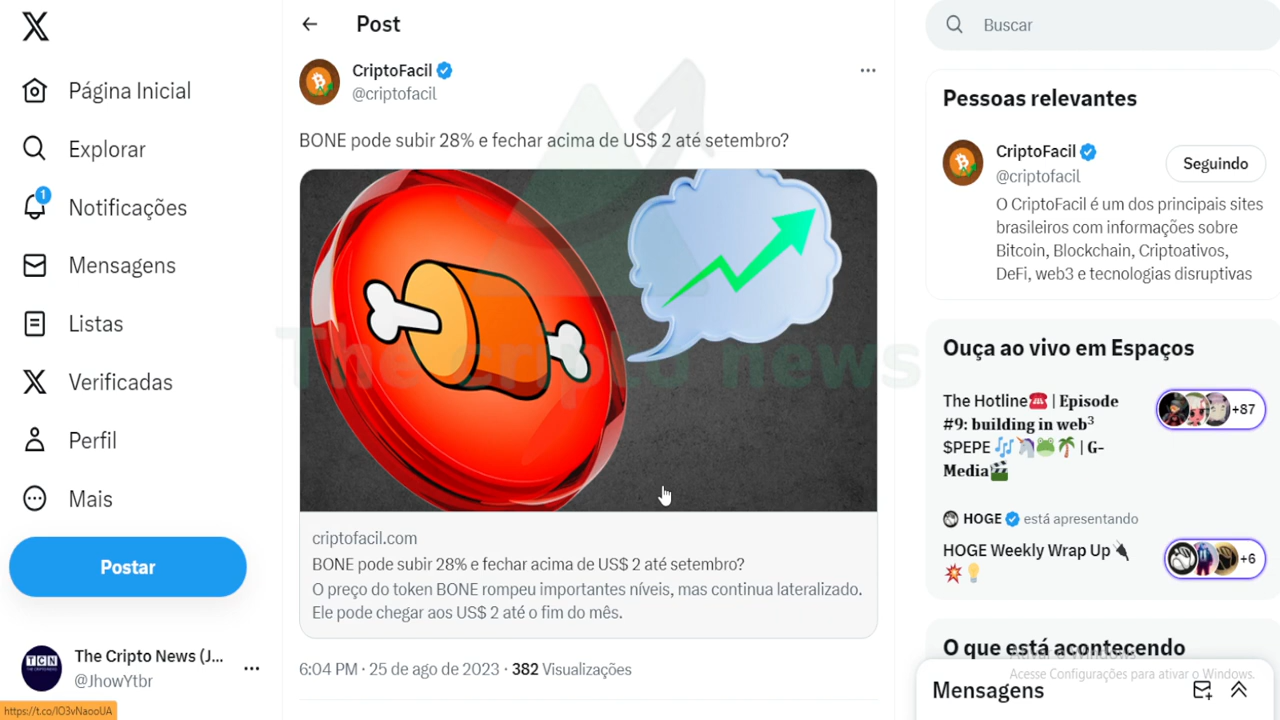 Página Inicial
Explorar
1
Notificações
Mensagens
Listas
Verificadas
Perfil
Mais
Postar
The Cripto News (J...
@JhowYtbr
https://t.co/IO3vNaooUA
Post
CriptoFacil
@criptofacil
BONE pode subir 28% e fechar acima de US$ 2 até setembro?
The cripto news
criptofacil.com
BONE pode subir 28% e fechar acima de US$ 2 até setembro?
O preço do token BONE rompeu importantes níveis, mas continua lateralizado.
Ele pode chegar aos US$ 2 até o fim do mês.
6:04 PM · 25 de ago de 2023 · 382 Visualizações
Buscar
Pessoas relevantes
CriptoFacil
@criptofacil
Seguindo
O CriptoFacil é um dos principais sites
brasileiros com informações sobre
Bitcoin, Blockchain, Criptoativos,
DeFi, web3 e tecnologias disruptivas
Ouça ao vivo em Espaços
The Hotline☎️ | Episode
#9: building in web³
$PEPE 🎶🦄🐸🌴 | G-
Media🎬
+87
HOGE está apresentando
HOGE Weekly Wrap Up🔌
💥💡
+6
O que está acontecendo
Ativar o Windows
Acesse Configurações para ativar o Windows.
Mensagens